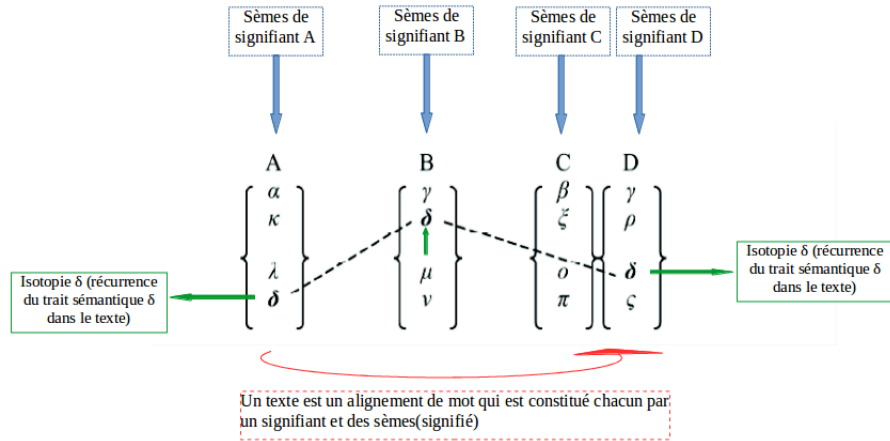 Sèmes de
signifiant A
Sèmes de
signifiant B
Sèmes de
signifiant C
Sèmes de
signifiant D
A
α
κ
λ
δ
B
γ
δ
μ
ν
C
β
ξ
ο
π
D
γ
ρ
δ
ς
Isotopie δ (récurrence
du trait sémantique δ
dans le texte)
Isotopie δ (récurrence
du trait sémantique δ
dans le texte)
Un texte est un alignement de mot qui est constitué chacun par
un signifiant et des sèmes(signifié)